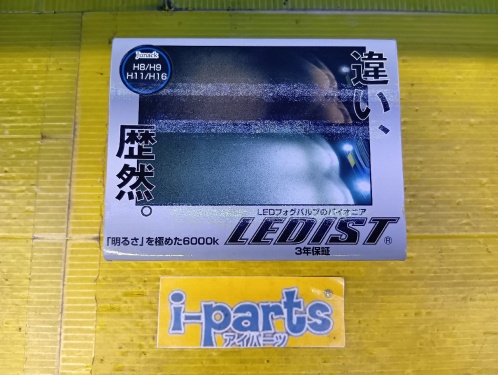 Junack
H8/H9
H11/H16
違い、
歴然。
LEDフォグバルブのパイオニア
「明るさ」を極めた6000k
LEDIST®
3年保証
i-parts®
アイパーツ